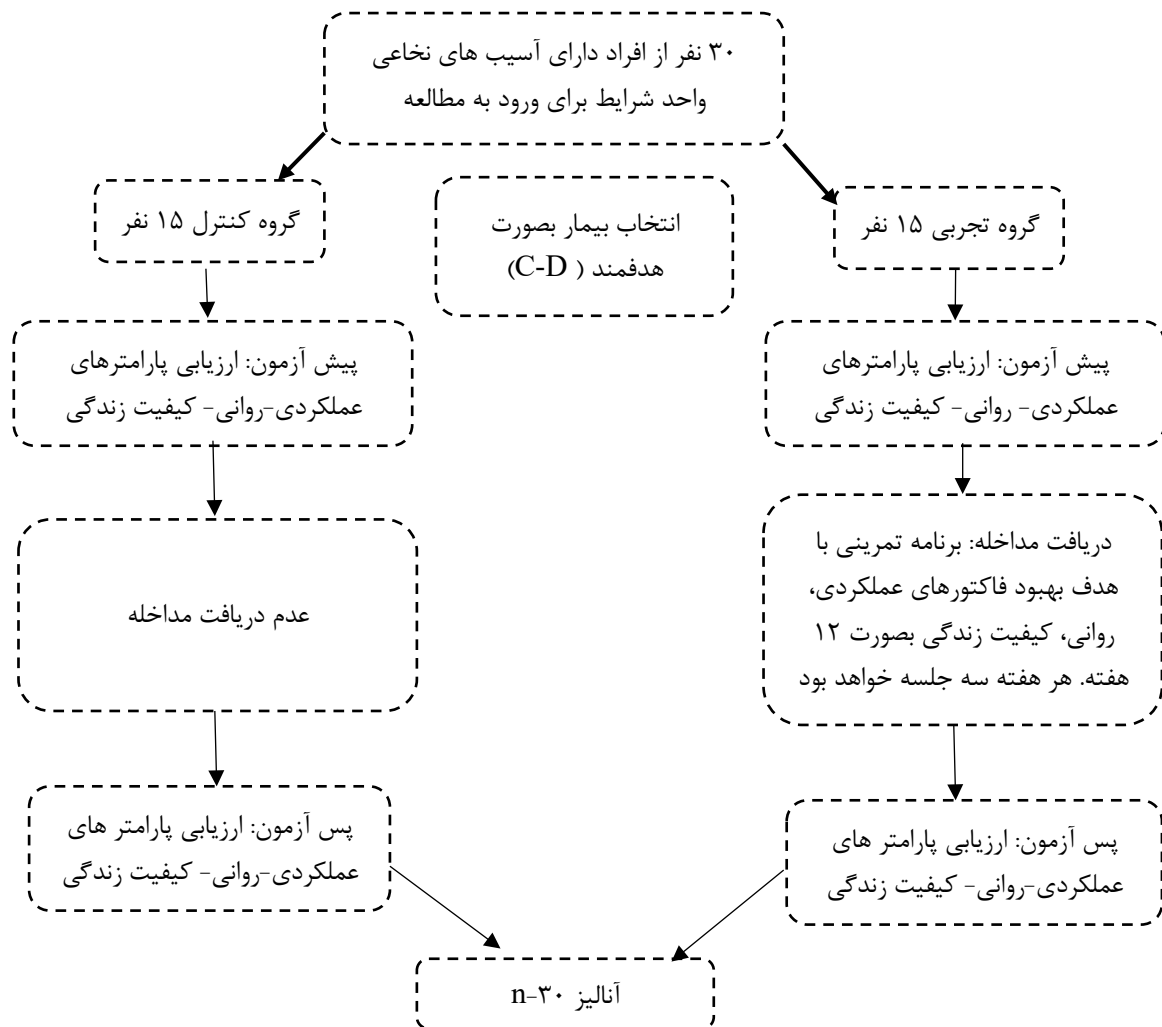 ۳۰ نفر از افراد دارای آسیب های نخاعی
واحد شرایط برای ورود به مطالعه
گروه تجربی ۱۵ نفر
انتخاب بیمار بصورت
هدفمند ( C-D)
گروه کنترل ۱۵ نفر
پیش آزمون: ارزیابی پارامترهای
عملکردی- روانی- کیفیت زندگی
پیش آزمون: ارزیابی پارامترهای
عملکردی-روانی- کیفیت زندگی
دریافت مداخله: برنامه تمرینی با
هدف بهبود فاکتورهای عملکردی،
روانی، کیفیت زندگی بصورت ۱۲
هفته. هر هفته سه جلسه خواهد بود
عدم دریافت مداخله
پس آزمون: ارزیابی پارامتر های
عملکردی-روانی- کیفیت زندگی
پس آزمون: ارزیابی پارامتر های
عملکردی-روانی- کیفیت زندگی
آنالیز n-۳۰